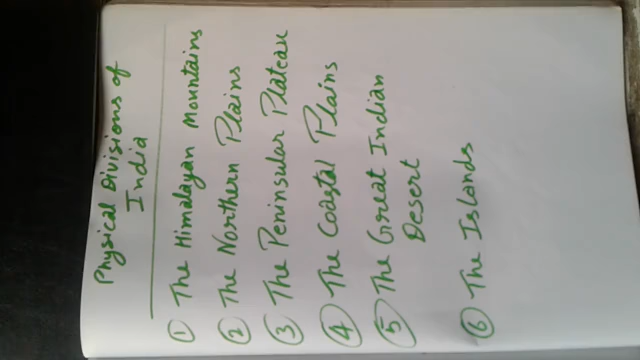 Physical Divisions of
India
① The Himalayan Mountains
② The Northern Plains
③ The Peninsular Plateau
④ The Coastal Plains
⑤ The Great Indian
Desert
⑥ The Islands